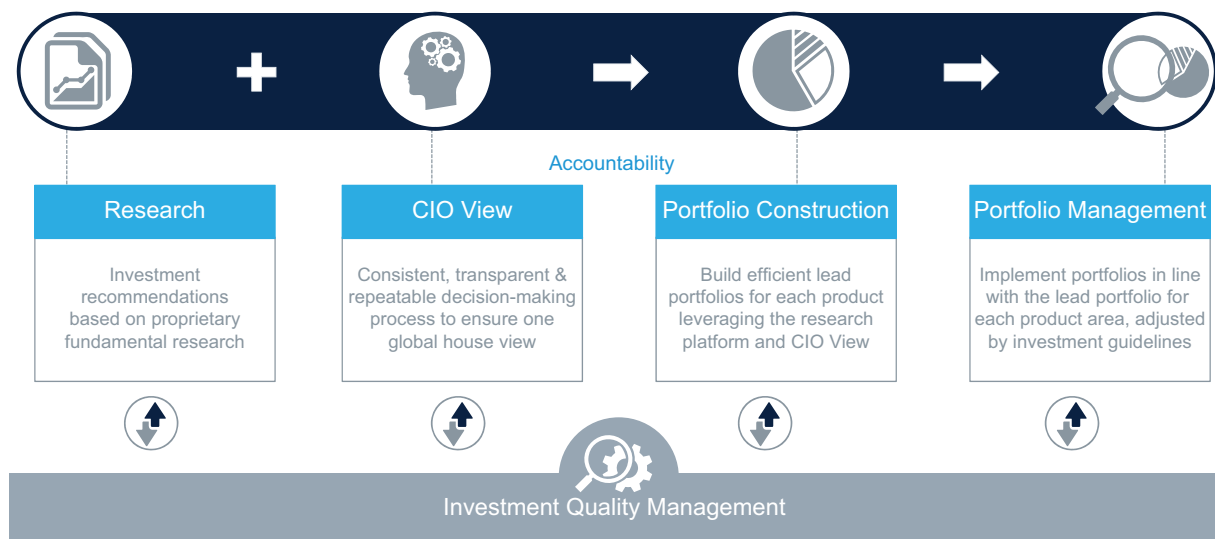 Accountability
Research
Investment
recommendations
based on proprietary
fundamental research
CIO View
Consistent, transparent &
repeatable decision-making
process to ensure one
global house view
Portfolio Construction
Build efficient lead
portfolios for each product
leveraging the research
platform and CIO View
Portfolio Management
Implement portfolios in line
with the lead portfolio for
each product area, adjusted
by investment guidelines
Investment Quality Management